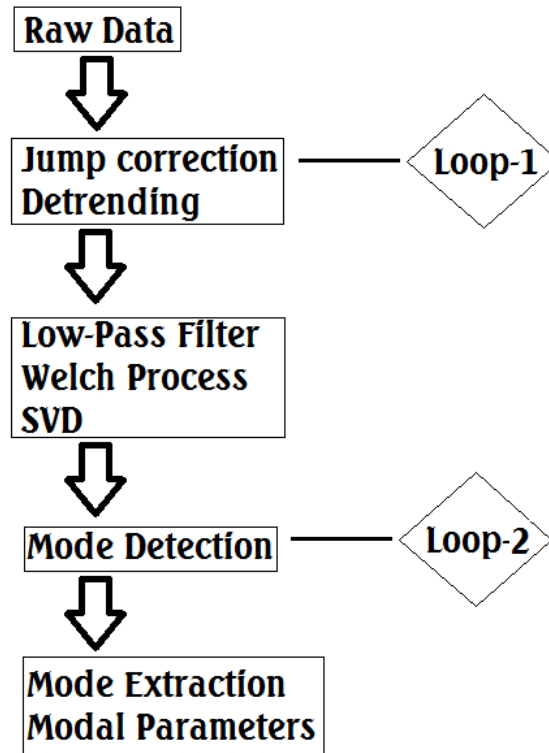 Raw Data
Jump correction
Detrending
Loop-1
Low-Pass Filter
Welch Process
SVD
Mode Detection
Loop-2
Mode Extraction
Modal Parameters